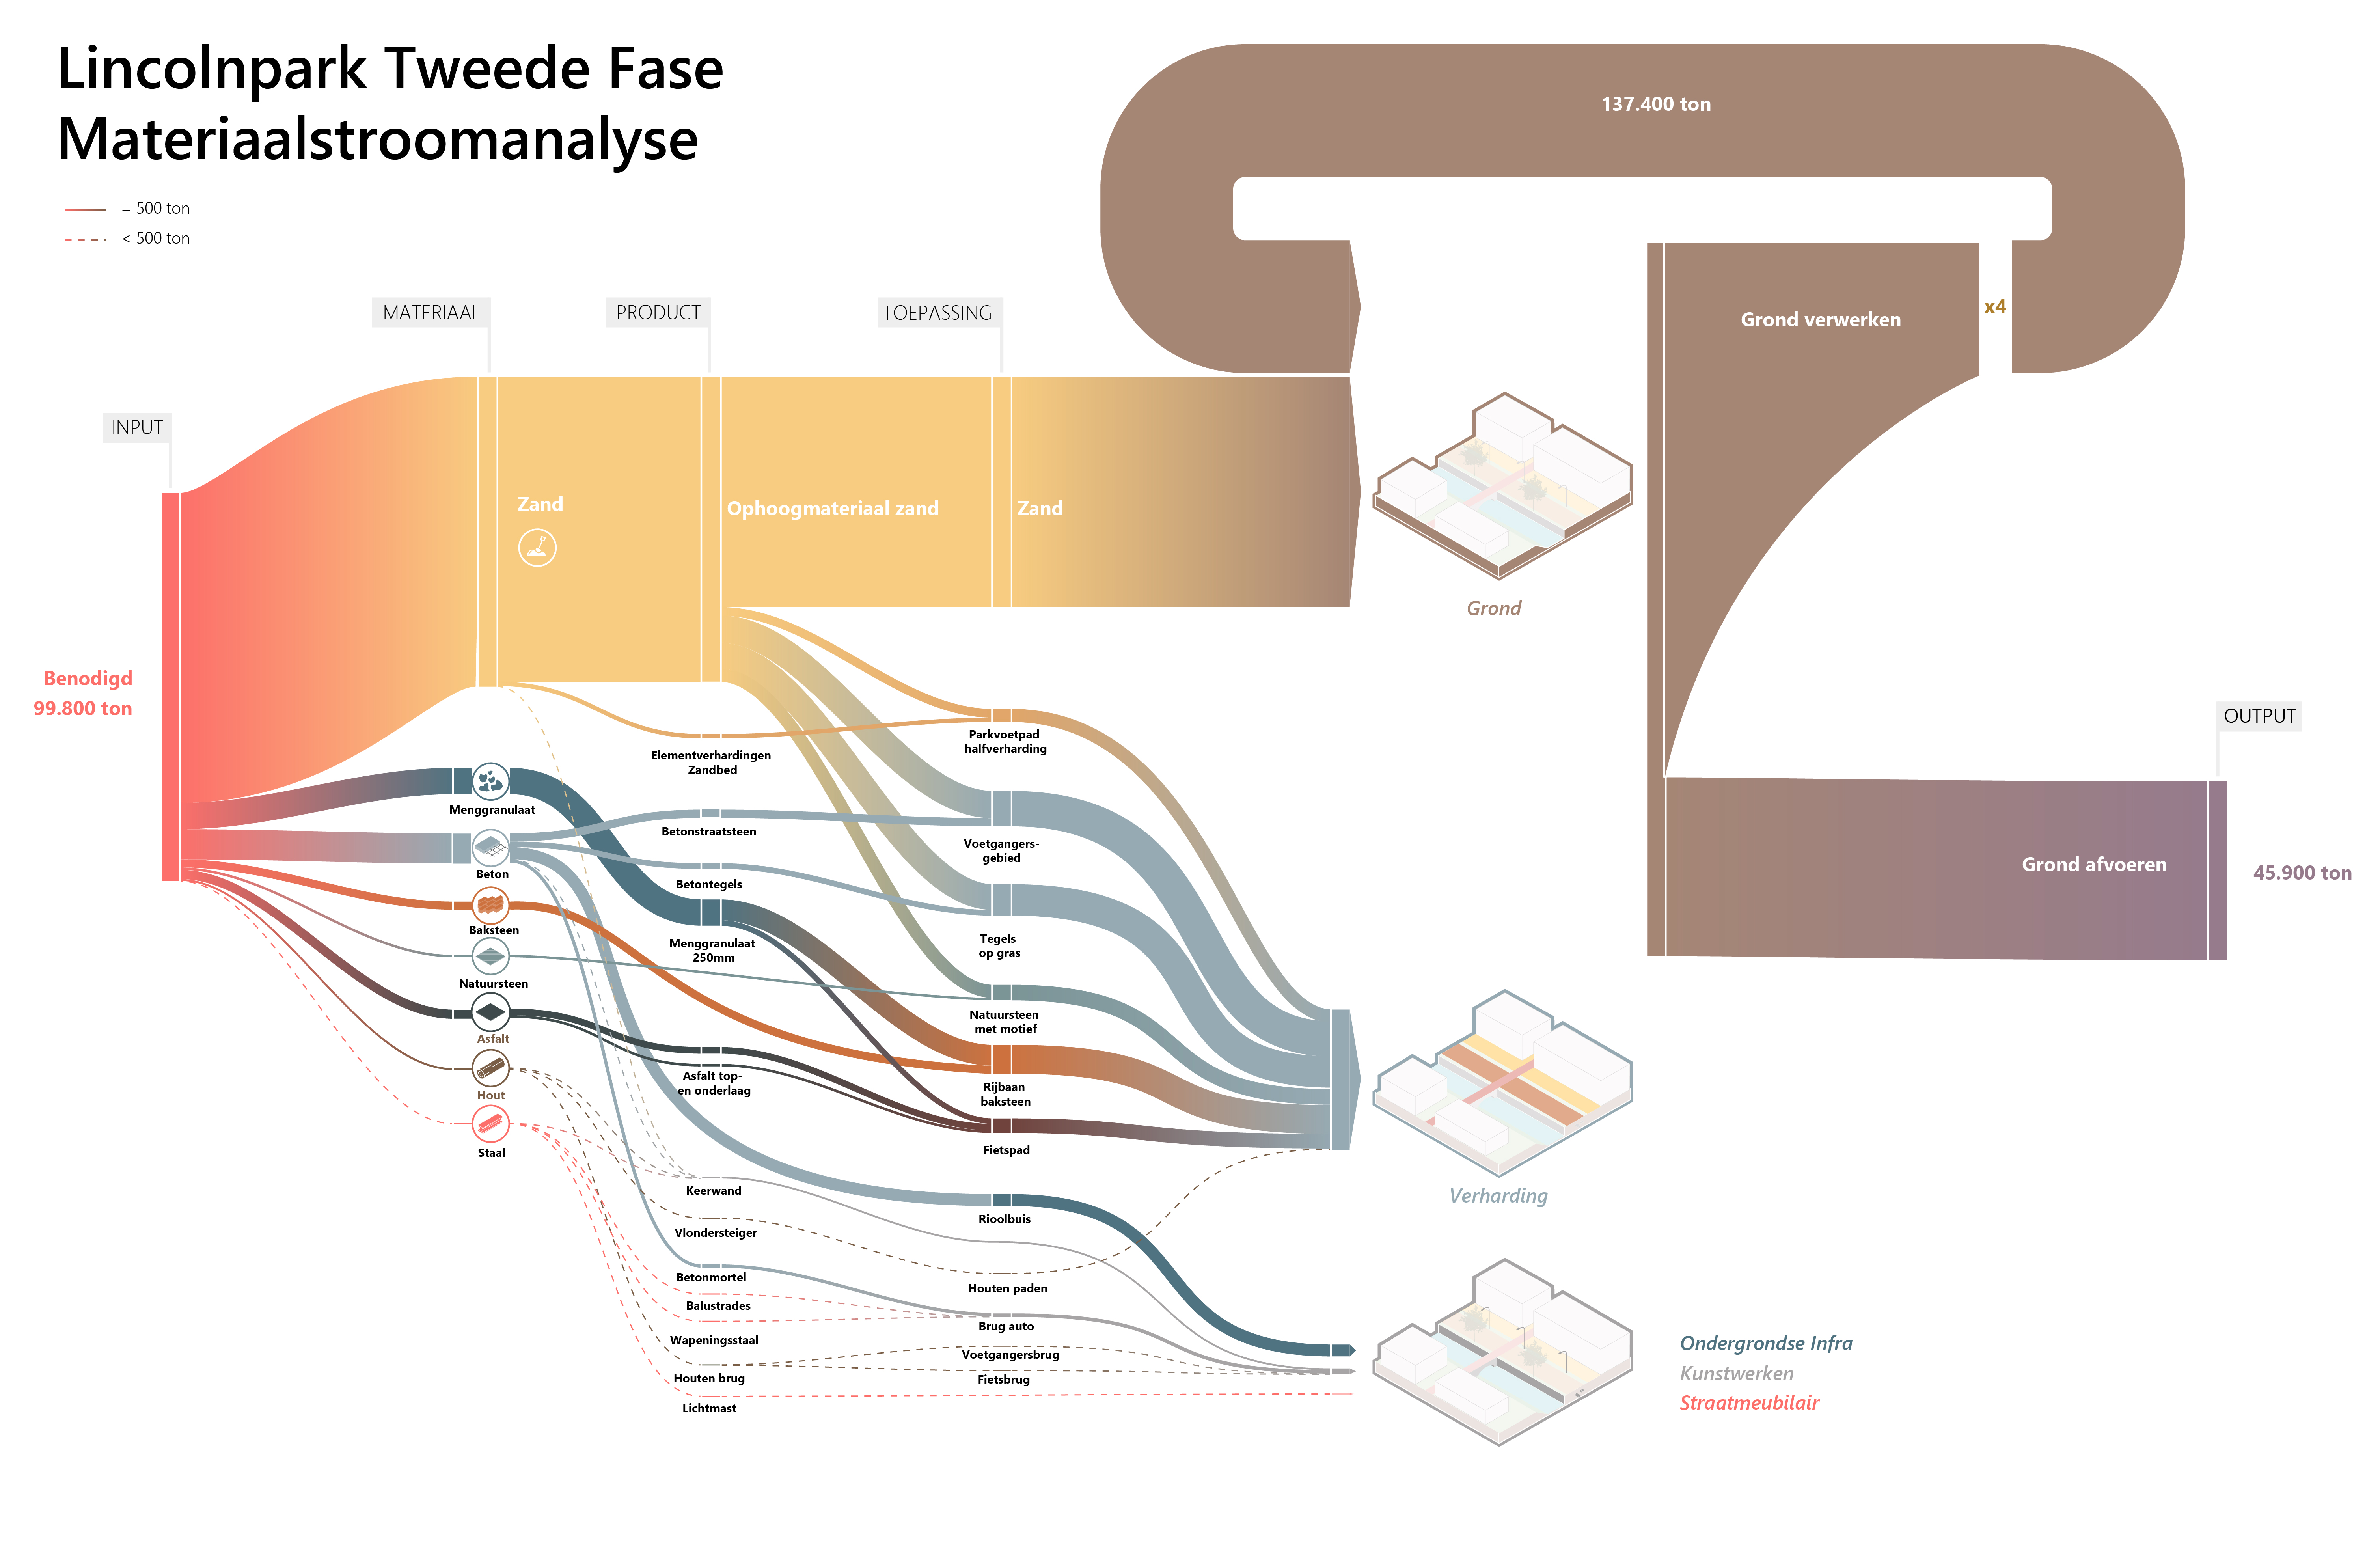 Lincolnpark Tweede Fase
Materiaalstroomanalyse
= 500 ton
< 500 ton
137.400 ton
x4
Grond verwerken
MATERIAAL
PRODUCT
TOEPASSING
INPUT
Zand
Ophoogmateriaal zand
Zand
Grond
Benodigd
99.800 ton
OUTPUT
Grond afvoeren
45.900 ton
Menggranulaat
Beton
Baksteen
Natuursteen
Asfalt
Hout
Staal
Elementverhardingen
Zandbed
Betonstraatsteen
Betontegels
Menggranulaat
250mm
Asfalt top-
en onderlaag
Keerwand
Vlondersteiger
Betonmortel
Balustrades
Wapeningsstaal
Houten brug
Lichtmast
Parkvoetpad
halfverharding
Voetgangers-
gebied
Tegels
op gras
Natuursteen
met motief
Rijbaan
baksteen
Fietspad
Rioolbuis
Houten paden
Brug auto
Voetgangersbrug
Fietsbrug
Verharding
Ondergrondse Infra
Kunstwerken
Straatmeubilair